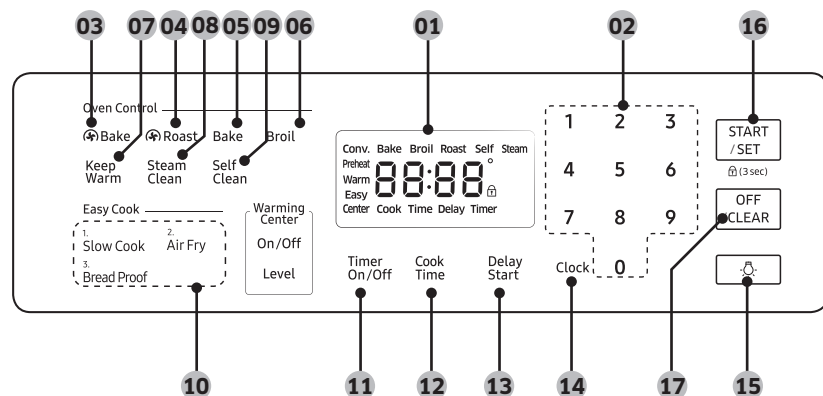 03 07 04 08 05 09 06 01 02 16
Oven Control
Bake Roast Bake Broil
Keep Warm
Steam Clean
Self Clean
Easy Cook
1. Slow Cook
2. Air Fry
3. Bread Proof
Warming Center
On/Off
Level
Conv. Bake Broil Roast Self Steam
Preheat
Warm
Easy
88:88°
Center Cook Time Delay Timer
Timer On/Off
Cook Time
Delay Start
Clock
1 2 3
4 5 6
7 8 9
0
START /SET
(3 sec)
OFF CLEAR
10 11 12 13 14 17 15